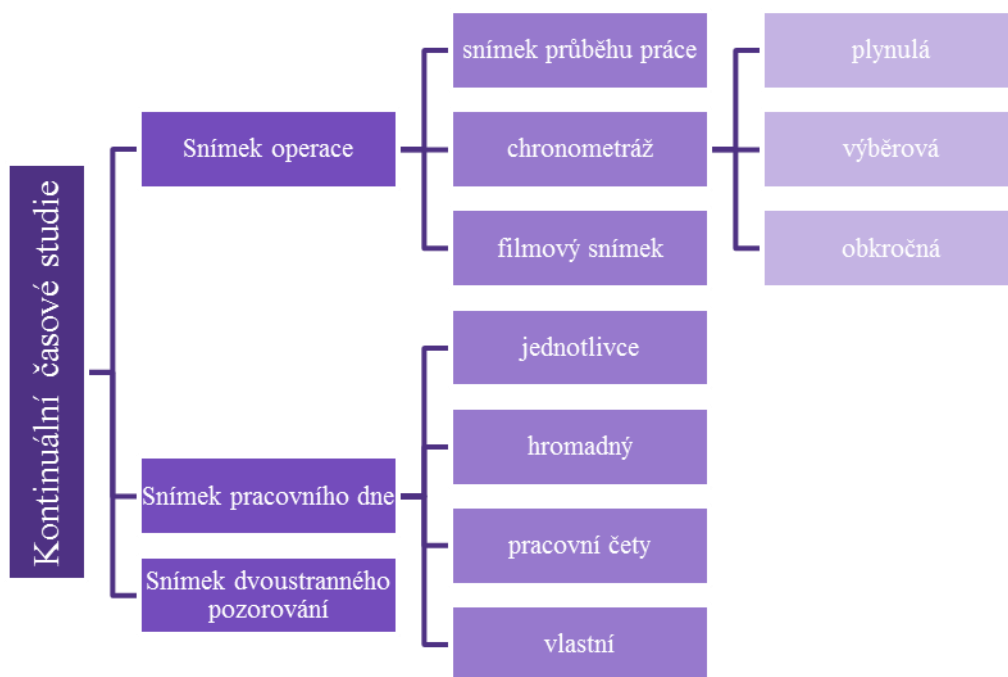 Kontinuální časové studie
Snímek operace
snímek průběhu práce
chronometráž
plynulá
výběrová
obkročná
filmový snímek
Snímek pracovního dne
jednotlivce
hromadný
pracovní čety
vlastní
Snímek dvoustranného
pozorování